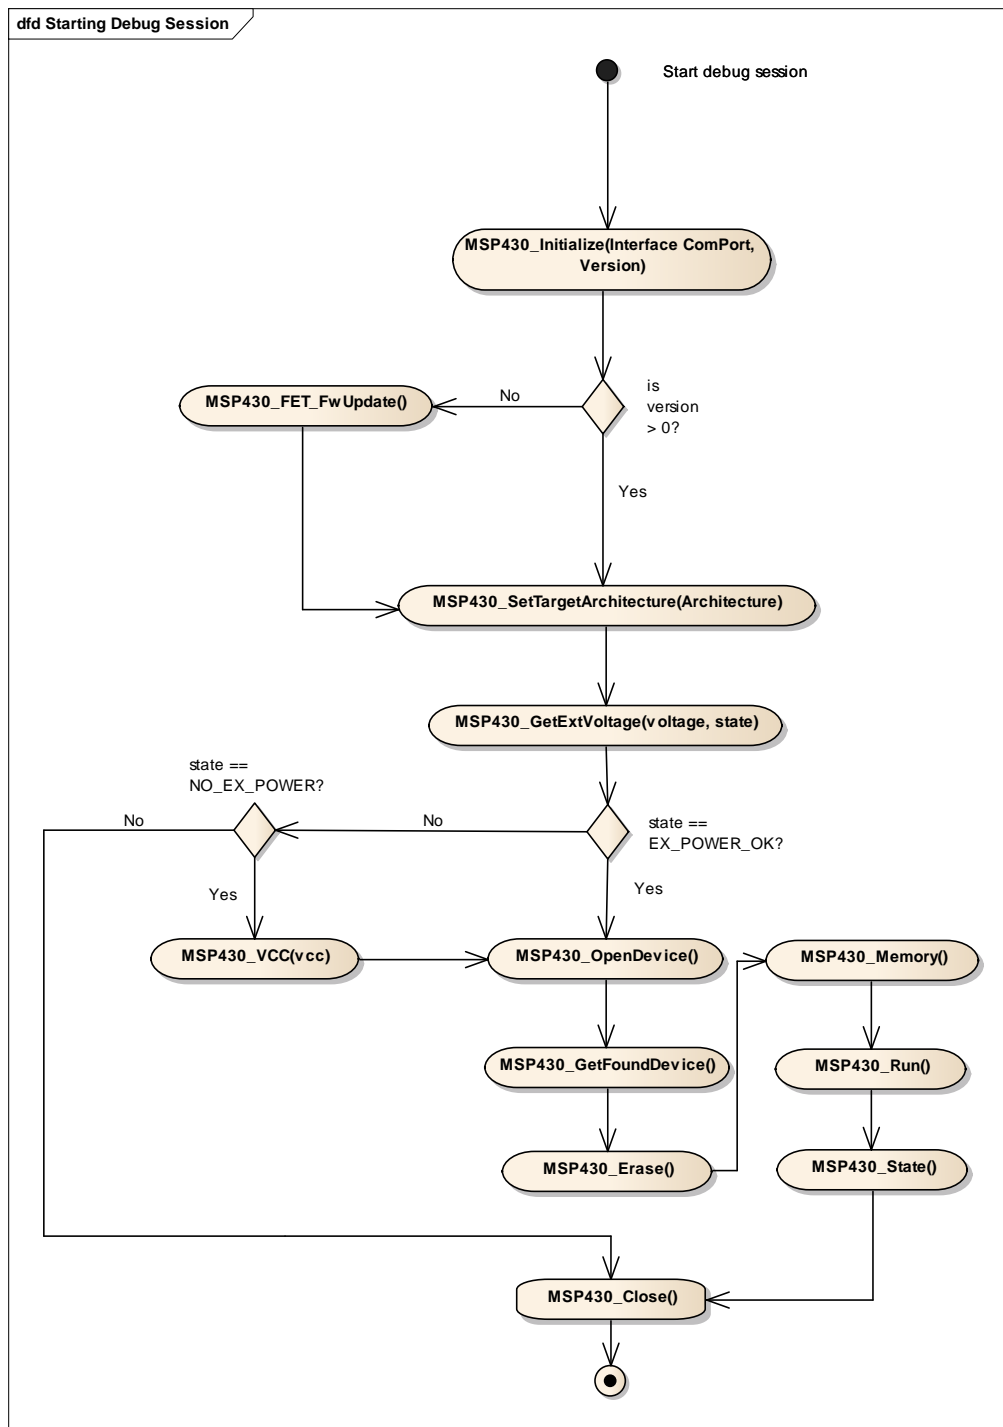 dfd Starting Debug Session
Start debug session
MSP430_Initialize(Interface ComPort,
Version)
is
version
> 0?
No
MSP430_FET_FwUpdate()
Yes
MSP430_SetTargetArchitecture(Architecture)
MSP430_GetExtVoltage(voltage, state)
state ==
NO_EX_POWER?
No
No
state ==
EX_POWER_OK?
Yes
Yes
MSP430_VCC(vcc)
MSP430_OpenDevice()
MSP430_Memory()
MSP430_GetFoundDevice()
MSP430_Run()
MSP430_Erase()
MSP430_State()
MSP430_Close()